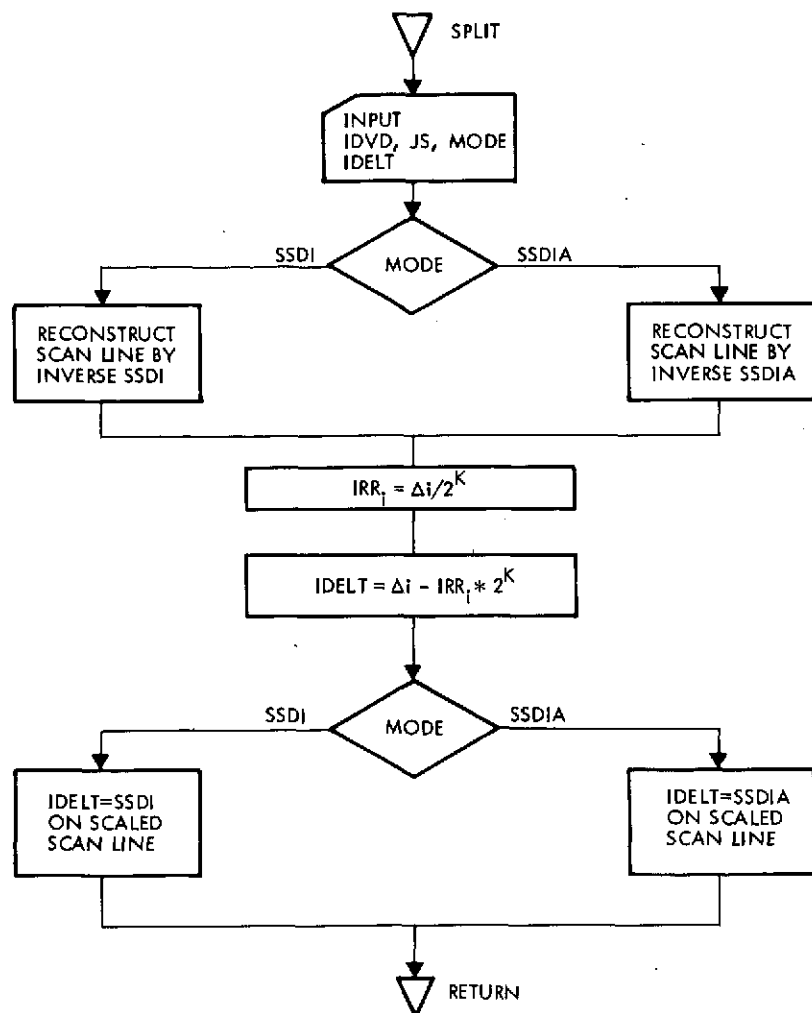 SPLIT
INPUT
IDVD, JS, MODE
IDELT
SSDI
MODE
SSDIA
RECONSTRUCT
SCAN LINE BY
INVERSE SSDI
RECONSTRUCT
SCAN LINE BY
INVERSE SSDIA
IRR_i = Δi/2^K
IDELT = Δi - IRR_i * 2^K
SSDI
MODE
SSDIA
IDELT=SSDI
ON SCALED
SCAN LINE
IDELT=SSDIA
ON SCALED
SCAN LINE
RETURN